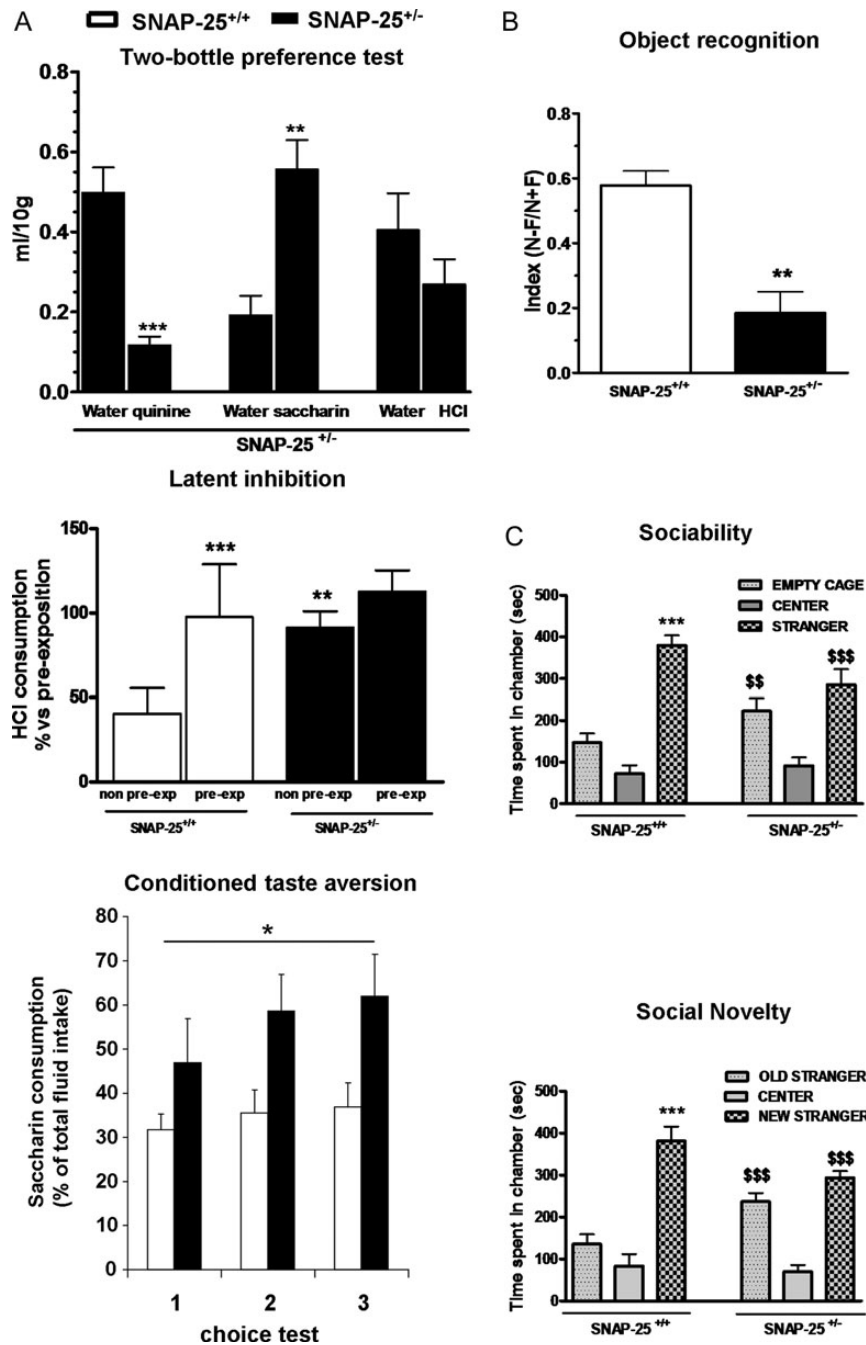 A
SNAP-25+/+ SNAP-25+/-
Two-bottle preference test
ml/10g
0.8
0.6
0.4
0.2
0.0
**
***
Water quinine Water saccharin Water HCl
SNAP-25 +/-
Latent inhibition
HCl consumption
% vs pre-exposition
150
100
50
0
***
**
non pre-exp pre-exp non pre-exp pre-exp
SNAP-25+/+ SNAP-25+/-
Conditioned taste aversion
Saccharin consumption
(% of total fluid intake)
80
70
60
50
40
30
20
10
0
*
1 2 3
choice test
B
Object recognition
Index (N-F/N+F)
0.8
0.6
0.4
0.2
0.0
**
SNAP-25+/+ SNAP-25+/-
C
Sociability
EMPTY CAGE
CENTER
STRANGER
Time spent in chamber (sec)
500
400
300
200
100
0
***
$$
$$$
SNAP-25+/+ SNAP-25+/-
Social Novelty
OLD STRANGER
CENTER
NEW STRANGER
Time spent in chamber (sec)
500
400
300
200
100
0
***
$$$
$$$
SNAP-25 +/+ SNAP-25 +/-